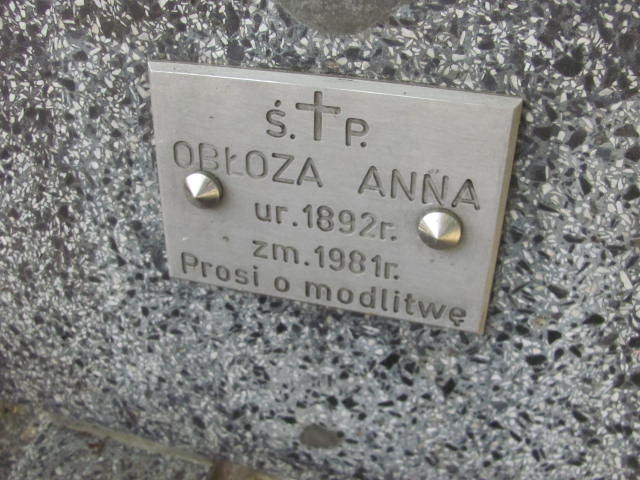 Ś. P.
OBŁOZA ANNA
ur. 1892r.
zm. 1981r.
Prosi o modlitwę